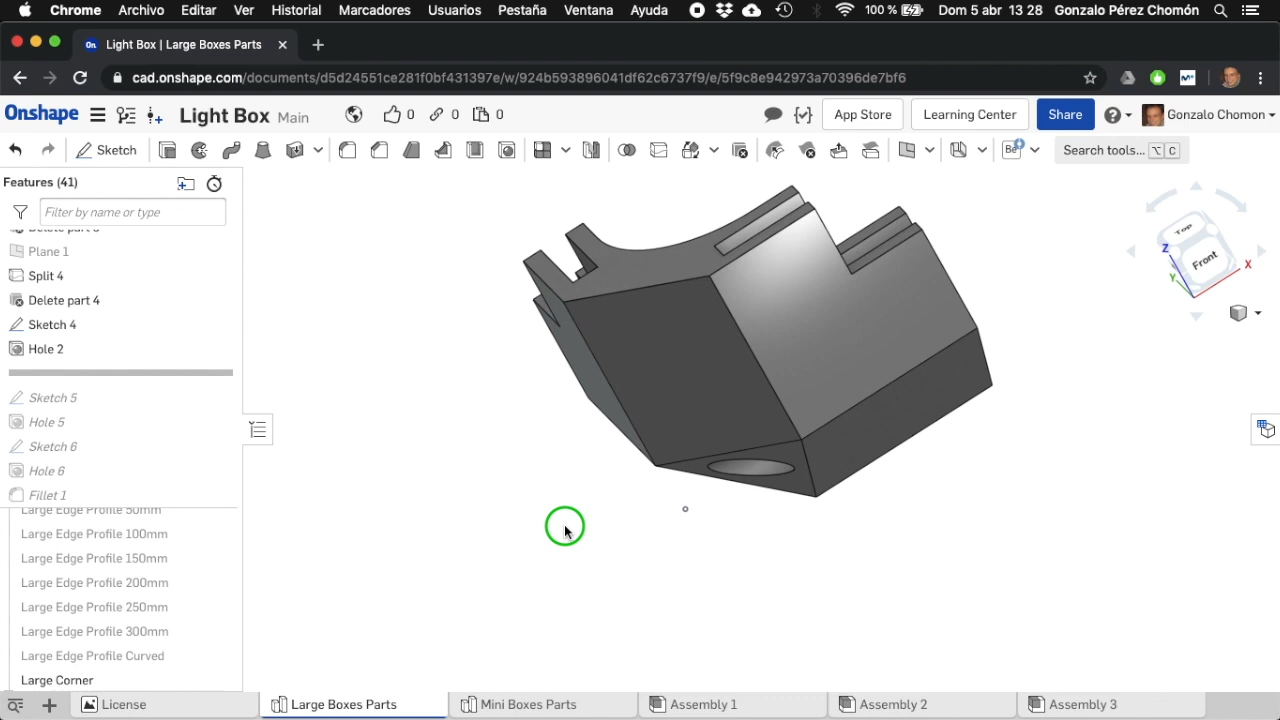 Chrome Archivo Editar Ver Historial Marcadores Usuarios Pestaña Ventana Ayuda 100 % Dom 5 abr 13 28 Gonzalo Pérez Chomón
On Light Box | Large Boxes Parts
cad.onshape.com/documents/d5d24551ce281f0bf431397e/w/924b593896041df62c6737f9/e/5f9c8e942973a70396de7bf6
Onshape Light Box Main 0 0 0 App Store Learning Center Share Gonzalo Chomon
Sketch Search tools... ⌥ C
Features (41)
Filter by name or type
Plane 1
Split 4
Delete part 4
Sketch 4
Hole 2
Sketch 5
Hole 5
Sketch 6
Hole 6
Fillet 1
Large Edge Profile 50mm
Large Edge Profile 100mm
Large Edge Profile 150mm
Large Edge Profile 200mm
Large Edge Profile 250mm
Large Edge Profile 300mm
Large Edge Profile Curved
Large Corner
Top
Front
Z
X
Y
License Large Boxes Parts Mini Boxes Parts Assembly 1 Assembly 2 Assembly 3